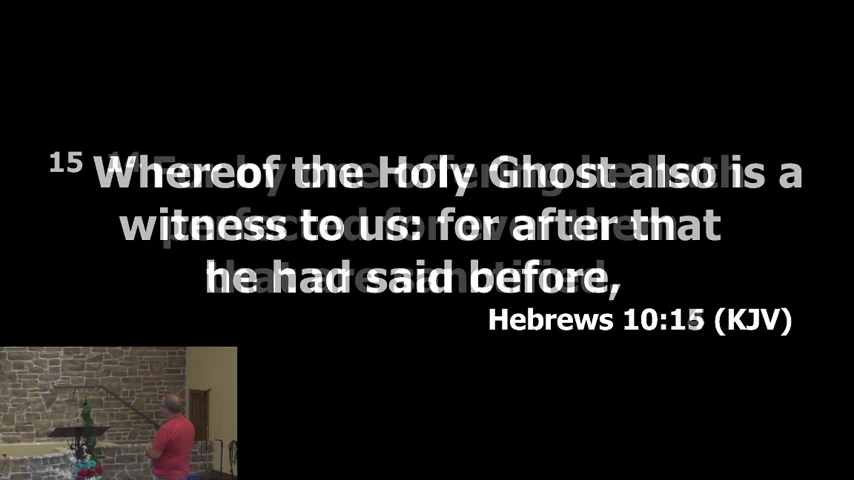 15 Whereof the Holy Ghost also is a
witness to us: for after that
he had said before,
Hebrews 10:15 (KJV)